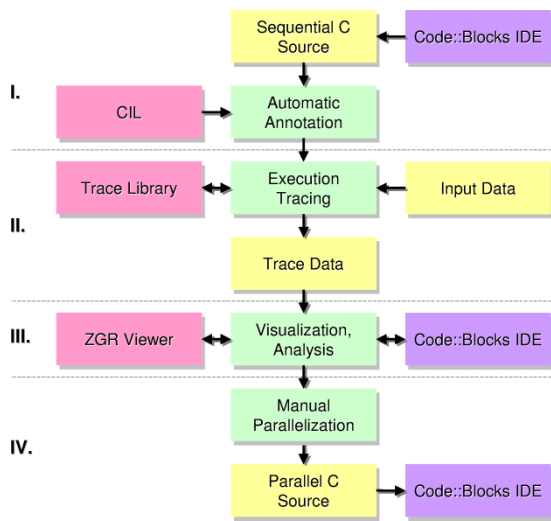 Sequential C
Source
Code::Blocks IDE
I.
CIL
Automatic
Annotation
Trace Library
Execution
Tracing
Input Data
II.
Trace Data
III.
ZGR Viewer
Visualization,
Analysis
Code::Blocks IDE
Manual
Parallelization
IV.
Parallel C
Source
Code::Blocks IDE